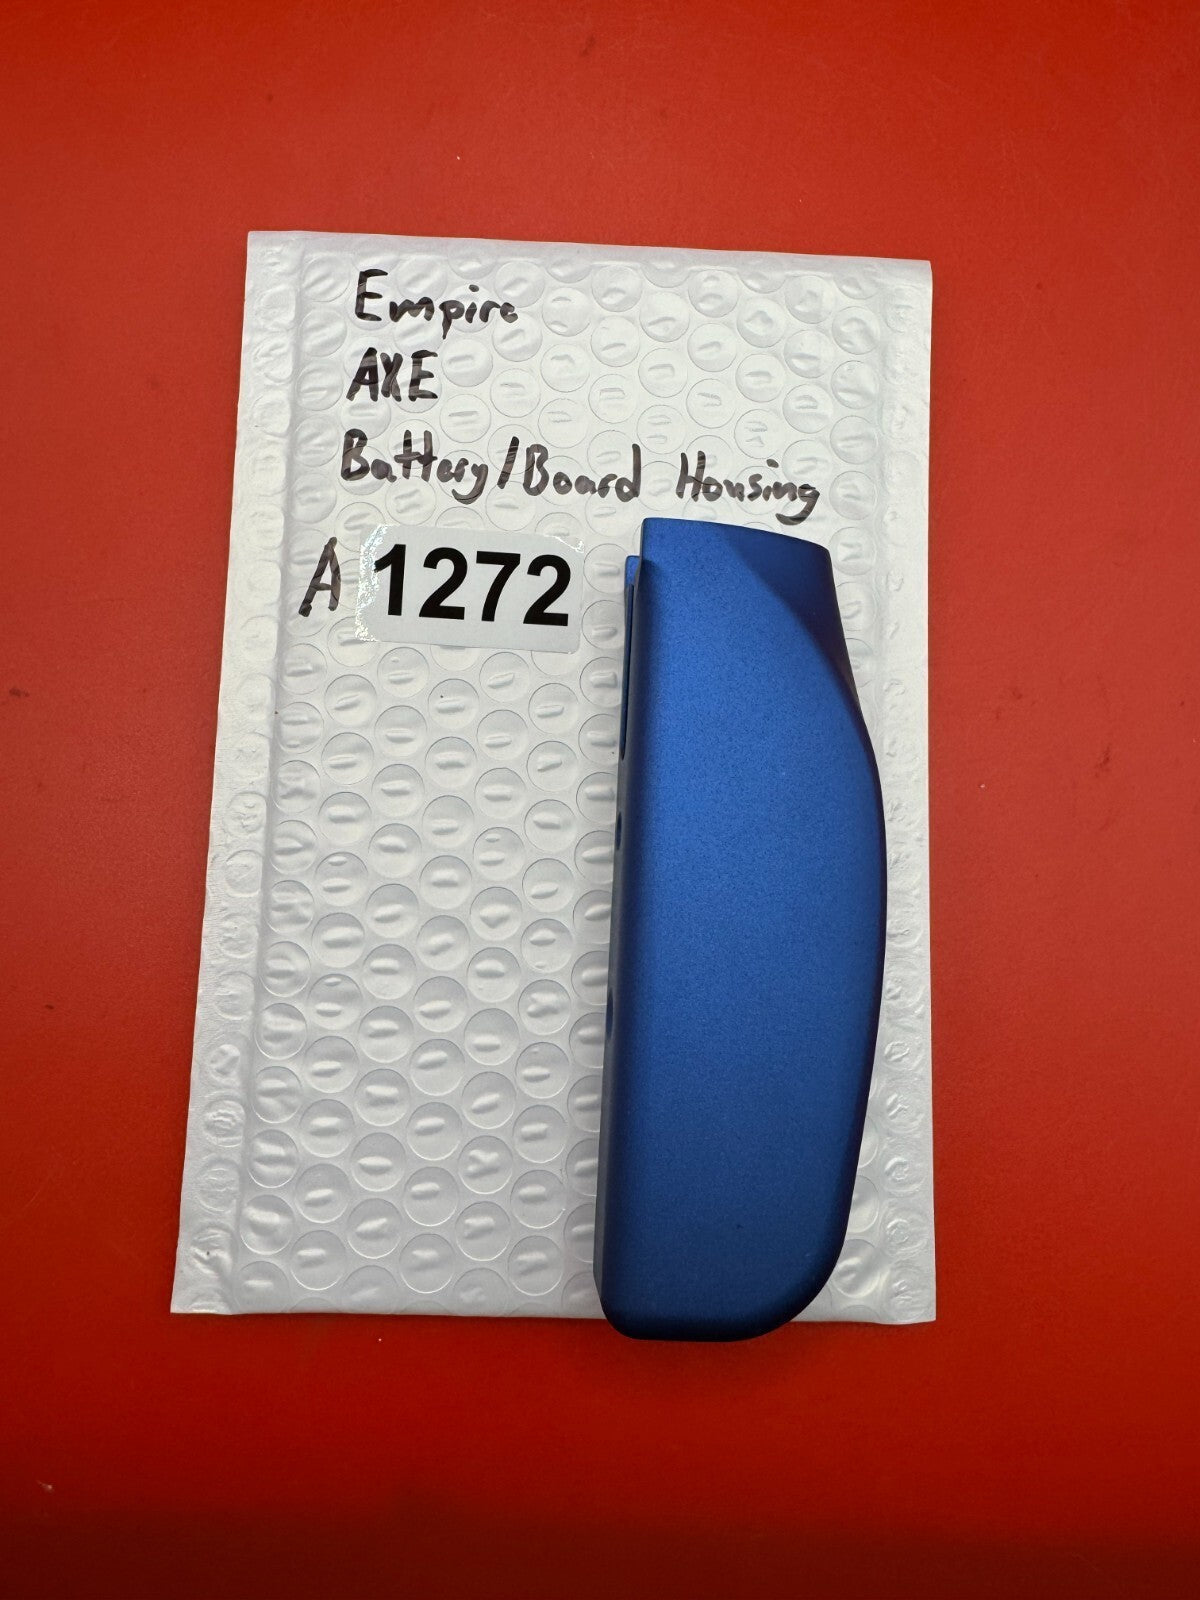 Empire
AXE
Battery/Board Housing
A 1272